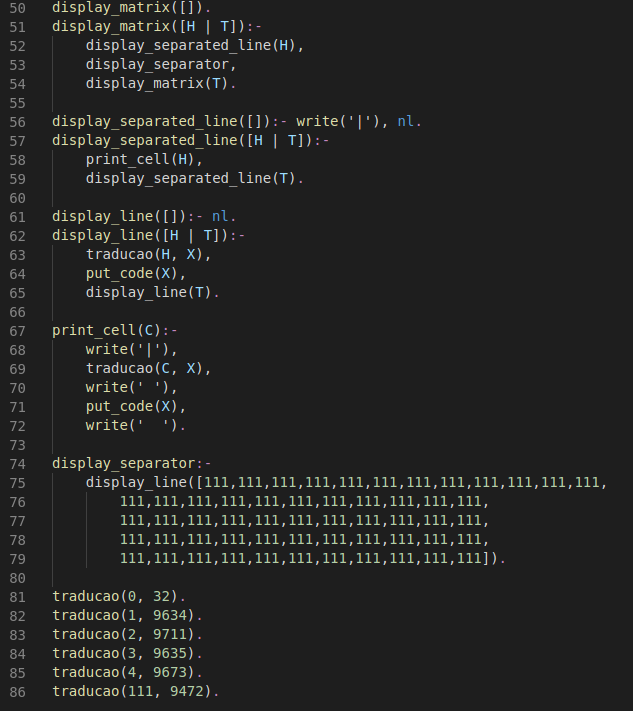 50 display_matrix([]).
51 display_matrix([H | T]):-
52     display_separated_line(H),
53     display_separator,
54     display_matrix(T).
55
56 display_separated_line([]):- write('|'), nl.
57 display_separated_line([H | T]):-
58     print_cell(H),
59     display_separated_line(T).
60
61 display_line([]):- nl.
62 display_line([H | T]):-
63     traducao(H, X),
64     put_code(X),
65     display_line(T).
66
67 print_cell(C):-
68     write('|'),
69     traducao(C, X),
70     write(' '),
71     put_code(X),
72     write('  ').
73
74 display_separator:-
75     display_line([111,111,111,111,111,111,111,111,111,111,111,111,
76         111,111,111,111,111,111,111,111,111,111,111,
77         111,111,111,111,111,111,111,111,111,111,111,
78         111,111,111,111,111,111,111,111,111,111,111,
79         111,111,111,111,111,111,111,111,111,111,111]).
80
81 traducao(0, 32).
82 traducao(1, 9634).
83 traducao(2, 9711).
84 traducao(3, 9635).
85 traducao(4, 9673).
86 traducao(111, 9472).